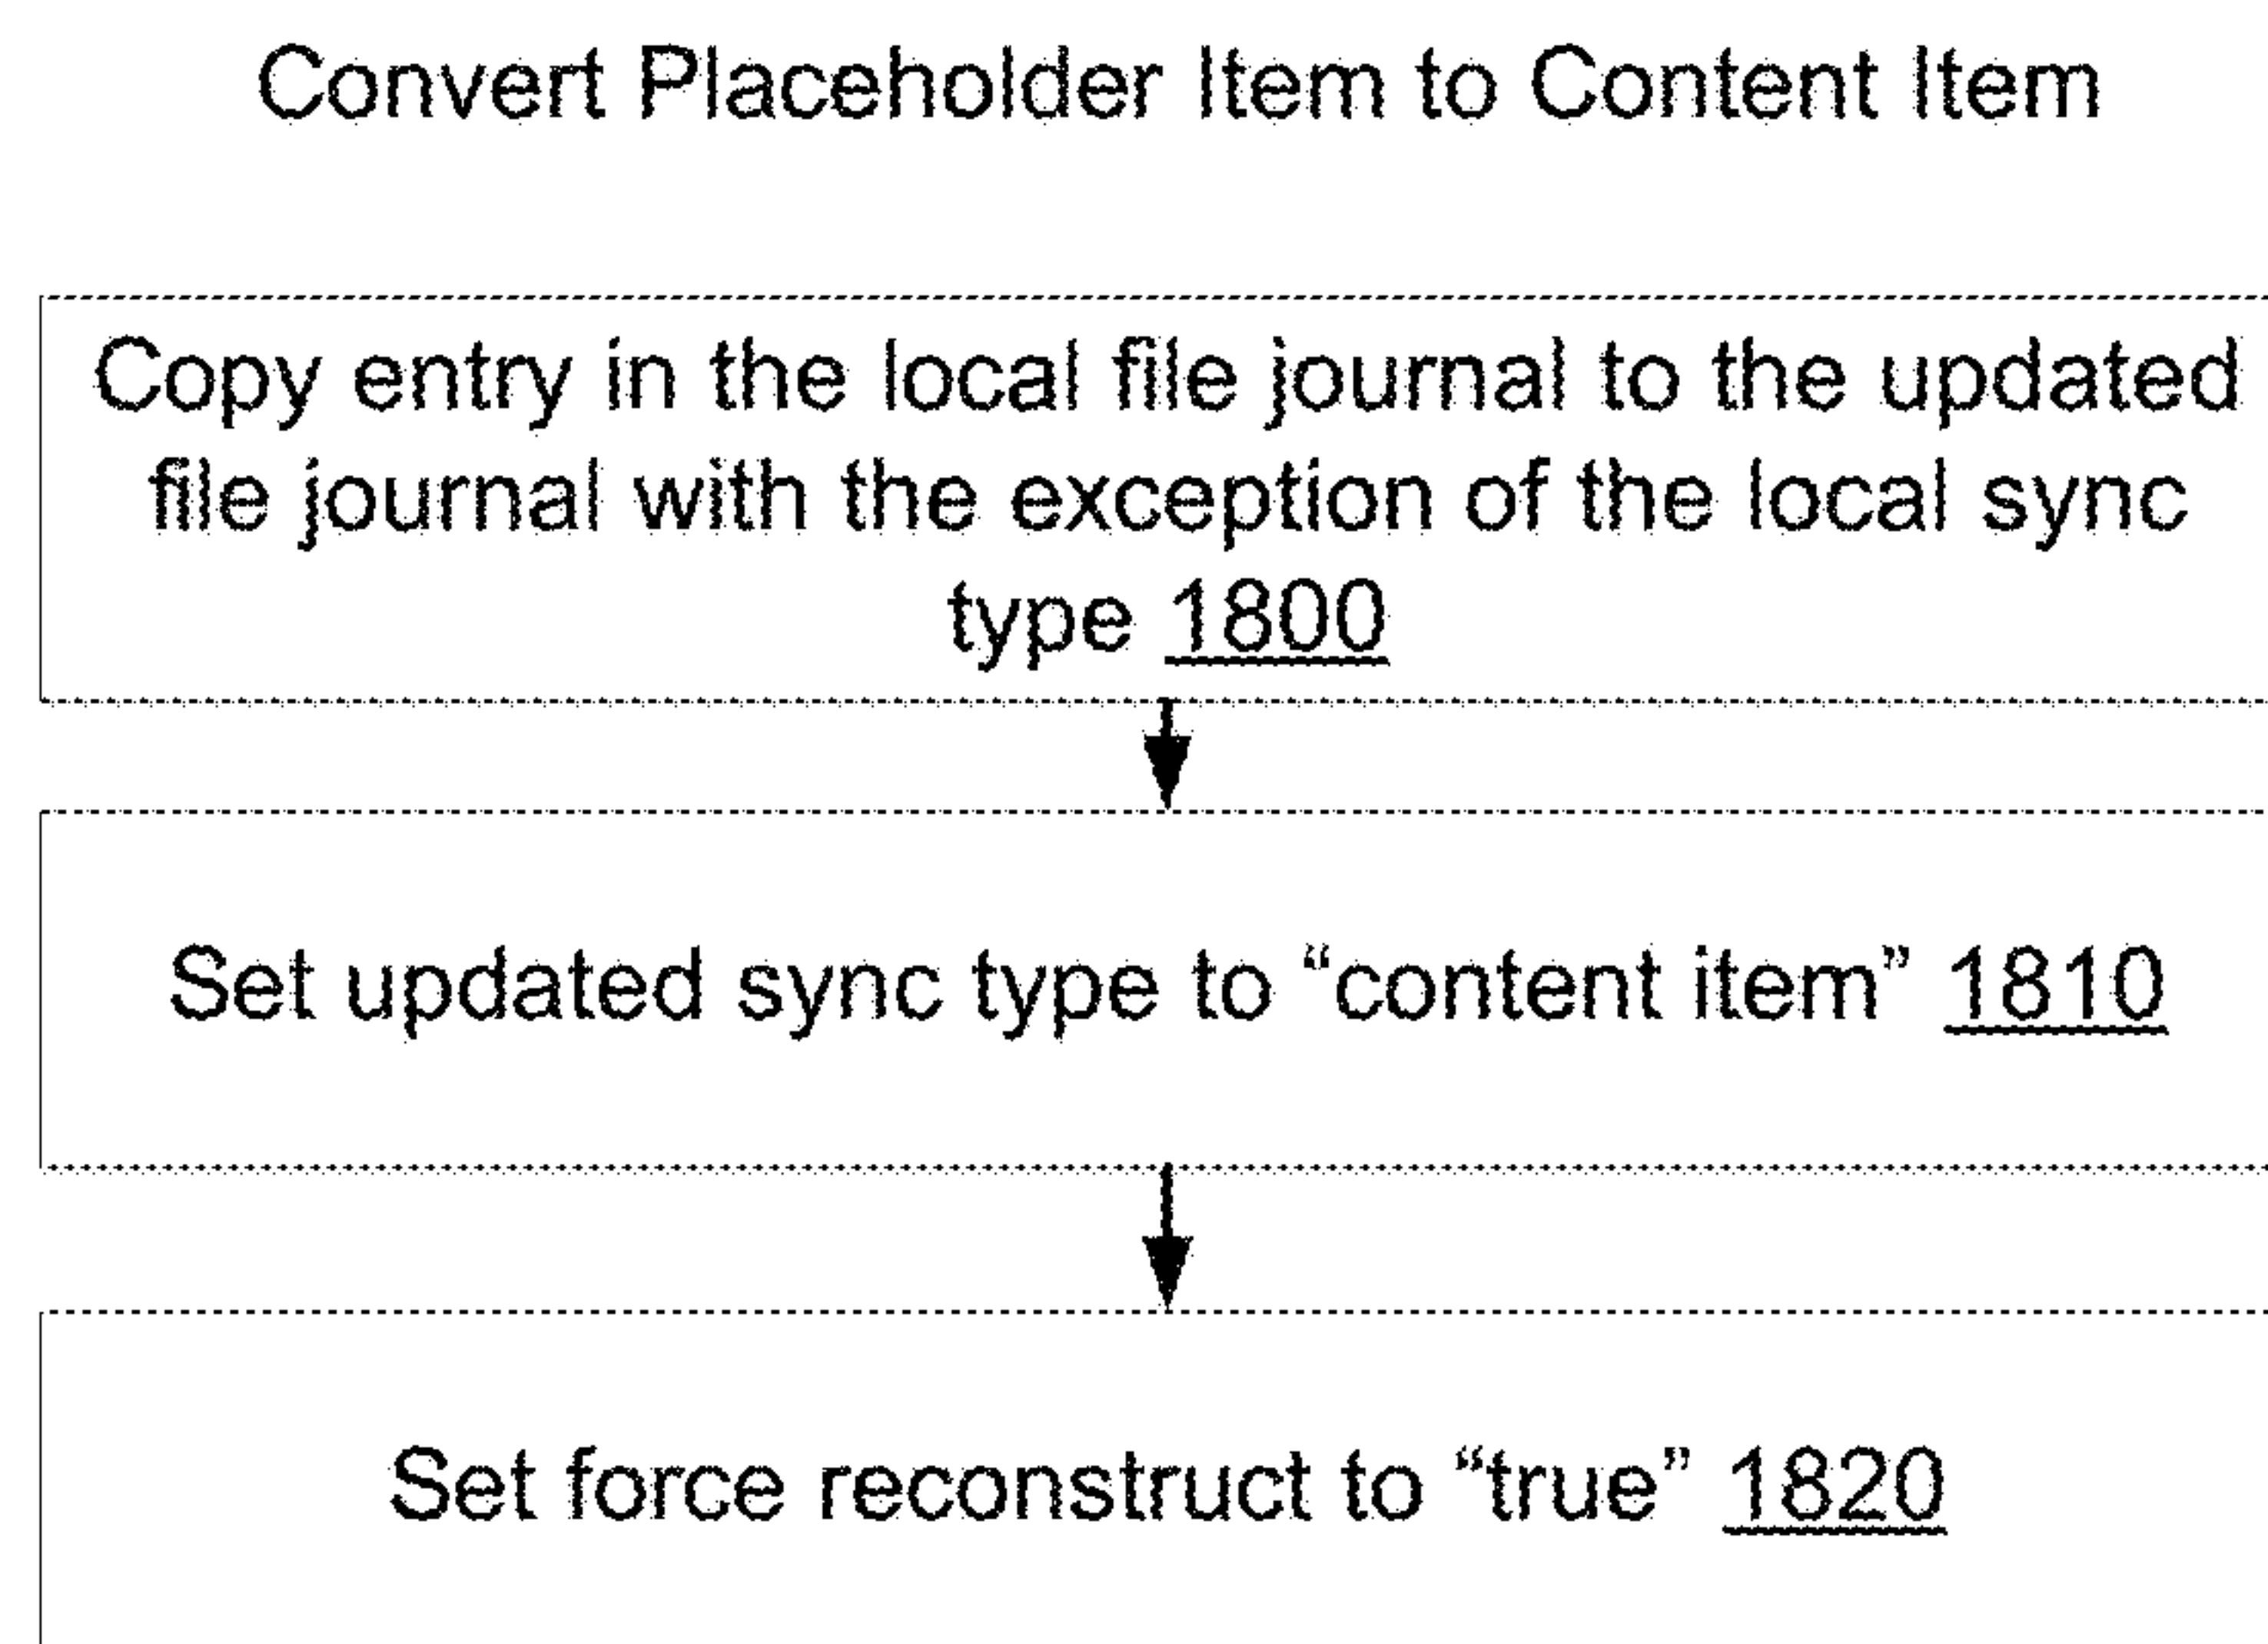 Convert Placeholder Item to Content Item
Copy entry in the local file journal to the updated
file journal with the exception of the local sync
type 1800
Set updated sync type to “content item” 1810
Set force reconstruct to “true” 1820